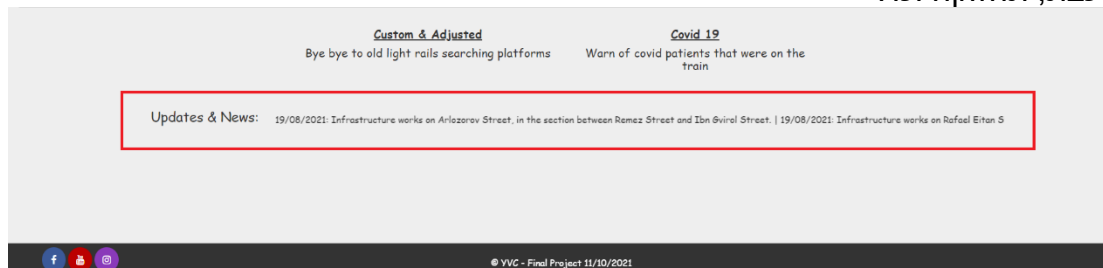 Custom & Adjusted
Bye bye to old light rails searching platforms
Covid 19
Warn of covid patients that were on the
train
Updates & News: 19/08/2021: Infrastructure works on Arlozorov Street, in the section between Remez Street and Ibn Gvirol Street. | 19/08/2021: Infrastructure works on Rafael Eitan S
© YVC - Final Project 11/10/2021